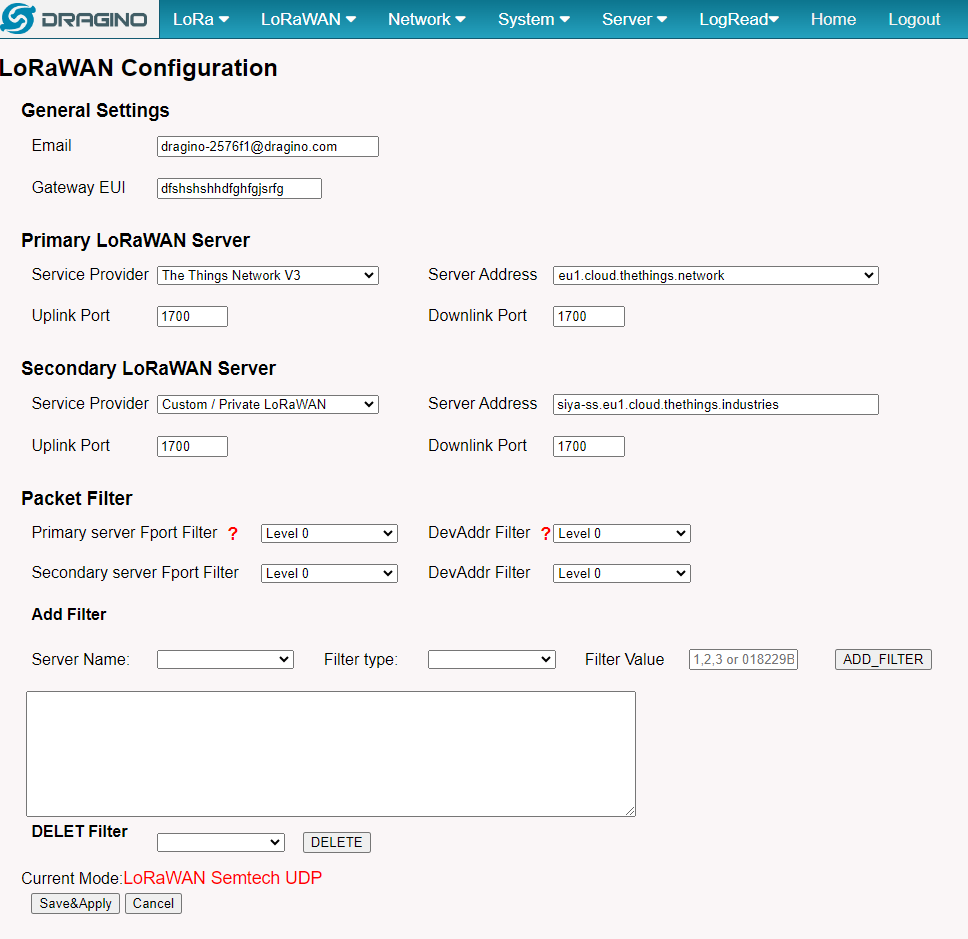 DRAGINO LoRa LoRaWAN Network System Server LogRead Home Logout
LoRaWAN Configuration
General Settings
Email dragino-2576f1@dragino.com
Gateway EUI dfshshshhdfghfgjsrfg
Primary LoRaWAN Server
Service Provider The Things Network V3 Server Address eu1.cloud.thethings.network
Uplink Port 1700 Downlink Port 1700
Secondary LoRaWAN Server
Service Provider Custom / Private LoRaWAN Server Address siya-ss.eu1.cloud.thethings.industries
Uplink Port 1700 Downlink Port 1700
Packet Filter
Primary server Fport Filter ? Level 0 DevAddr Filter ? Level 0
Secondary server Fport Filter Level 0 DevAddr Filter Level 0
Add Filter
Server Name: Filter type: Filter Value 1,2,3 or 018229B ADD_FILTER
DELET Filter DELETE
Current Mode:LoRaWAN Semtech UDP
Save&Apply Cancel